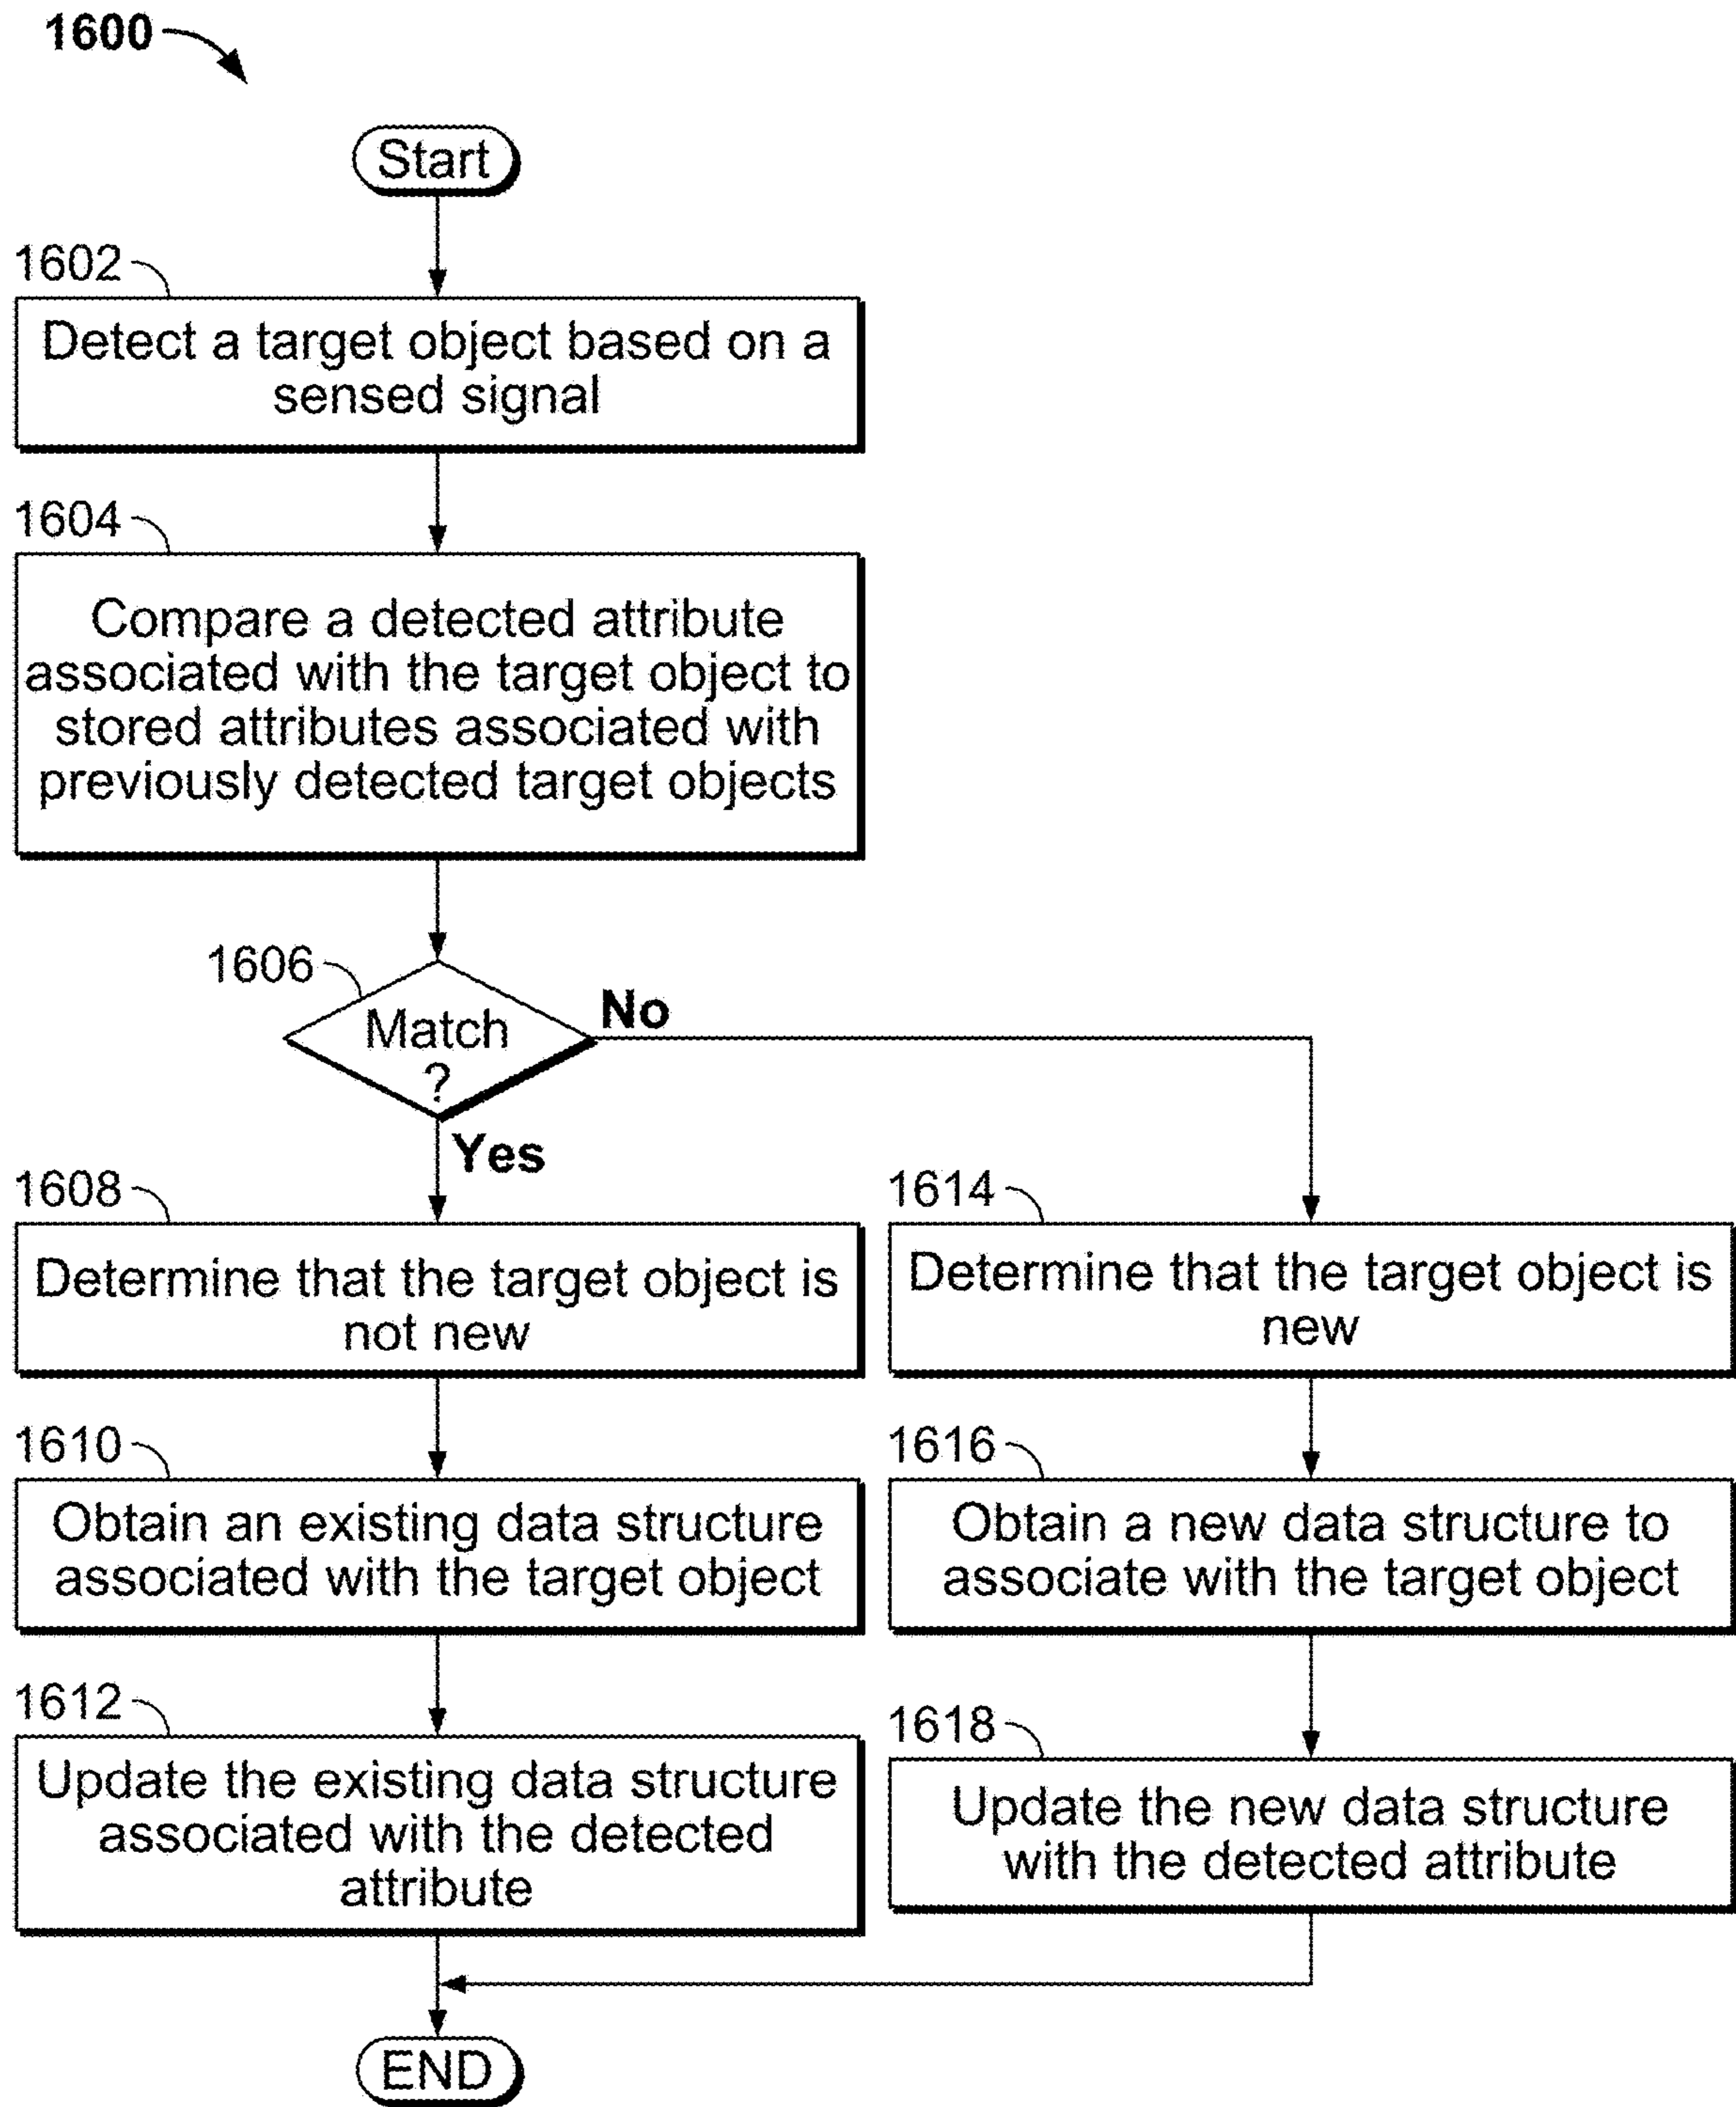 1600
Start
1602
Detect a target object based on a
sensed signal
1604
Compare a detected attribute
associated with the target object to
stored attributes associated with
previously detected target objects
1606
Match
?
No
Yes
1608
Determine that the target object is
not new
1614
Determine that the target object is
new
1610
Obtain an existing data structure
associated with the target object
1616
Obtain a new data structure to
associate with the target object
1612
Update the existing data structure
associated with the detected
attribute
1618
Update the new data structure
with the detected attribute
END